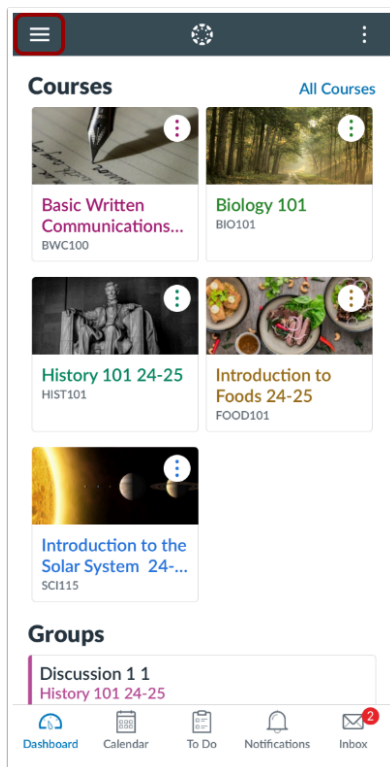 Courses
All Courses
Basic Written
Communications...
BWC100
Biology 101
BIO101
History 101 24-25
HIST101
Introduction to
Foods 24-25
FOOD101
Introduction to the
Solar System 24-...
SCI115
Groups
Discussion 1 1
History 101 24-25
2
Dashboard
Calendar
To Do
Notifications
Inbox